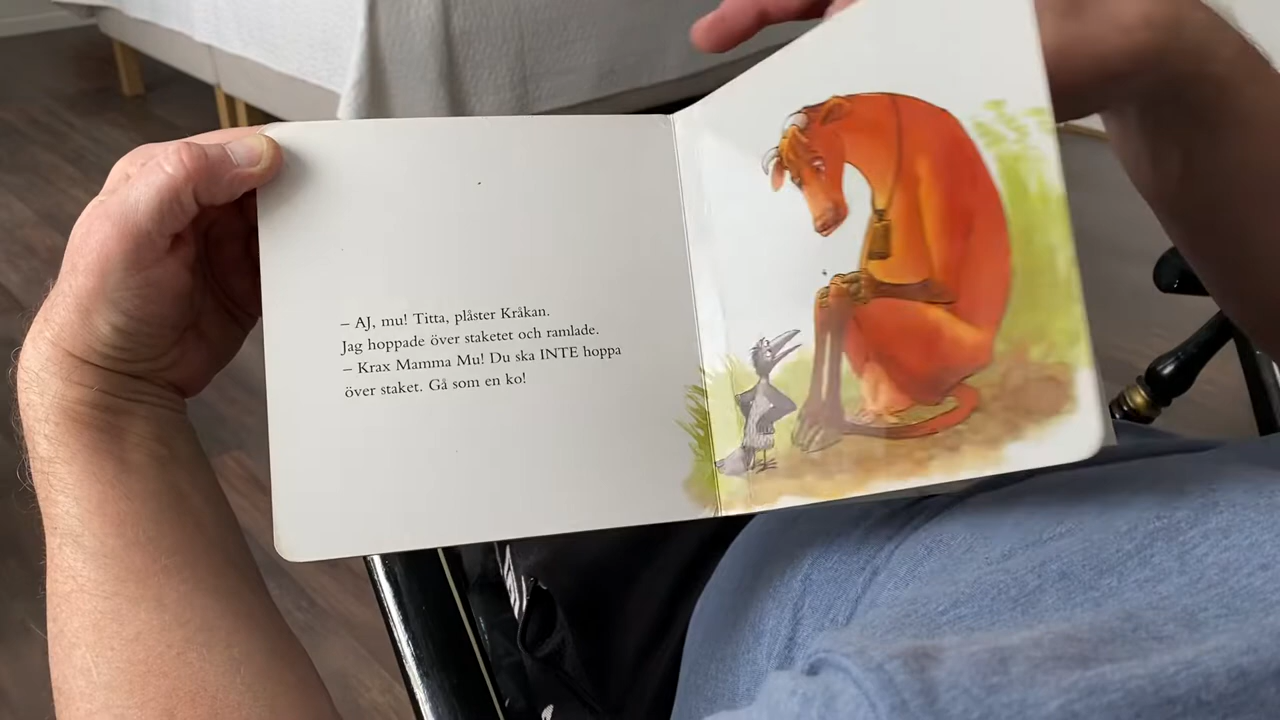 – AJ, mu! Titta, plåster Kråkan.
Jag hoppade över staketet och ramlade.
– Krax Mamma Mu! Du ska INTE hoppa
över staket. Gå som en ko!